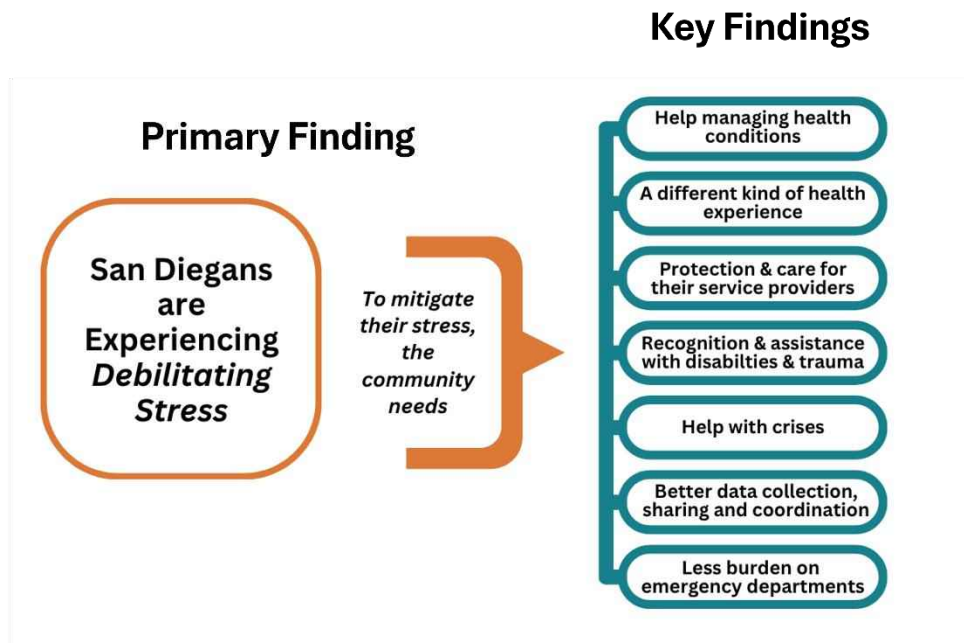 Key Findings
Primary Finding
San Diegans
are
Experiencing
Debilitating
Stress
To mitigate
their stress,
the
community
needs
Help managing health
conditions
A different kind of health
experience
Protection & care for
their service providers
Recognition & assistance
with disabilties & trauma
Help with crises
Better data collection,
sharing and coordination
Less burden on
emergency departments